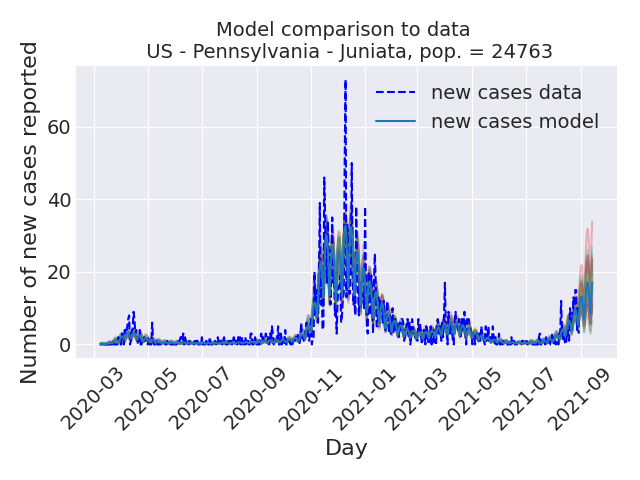 Model comparison to data
US - Pennsylvania - Juniata, pop. = 24763
Number of new cases reported
60
40
20
0
new cases data
new cases model
2020-03
2020-05
2020-07
2020-09
2020-11
2021-01
2021-03
2021-05
2021-07
2021-09
Day